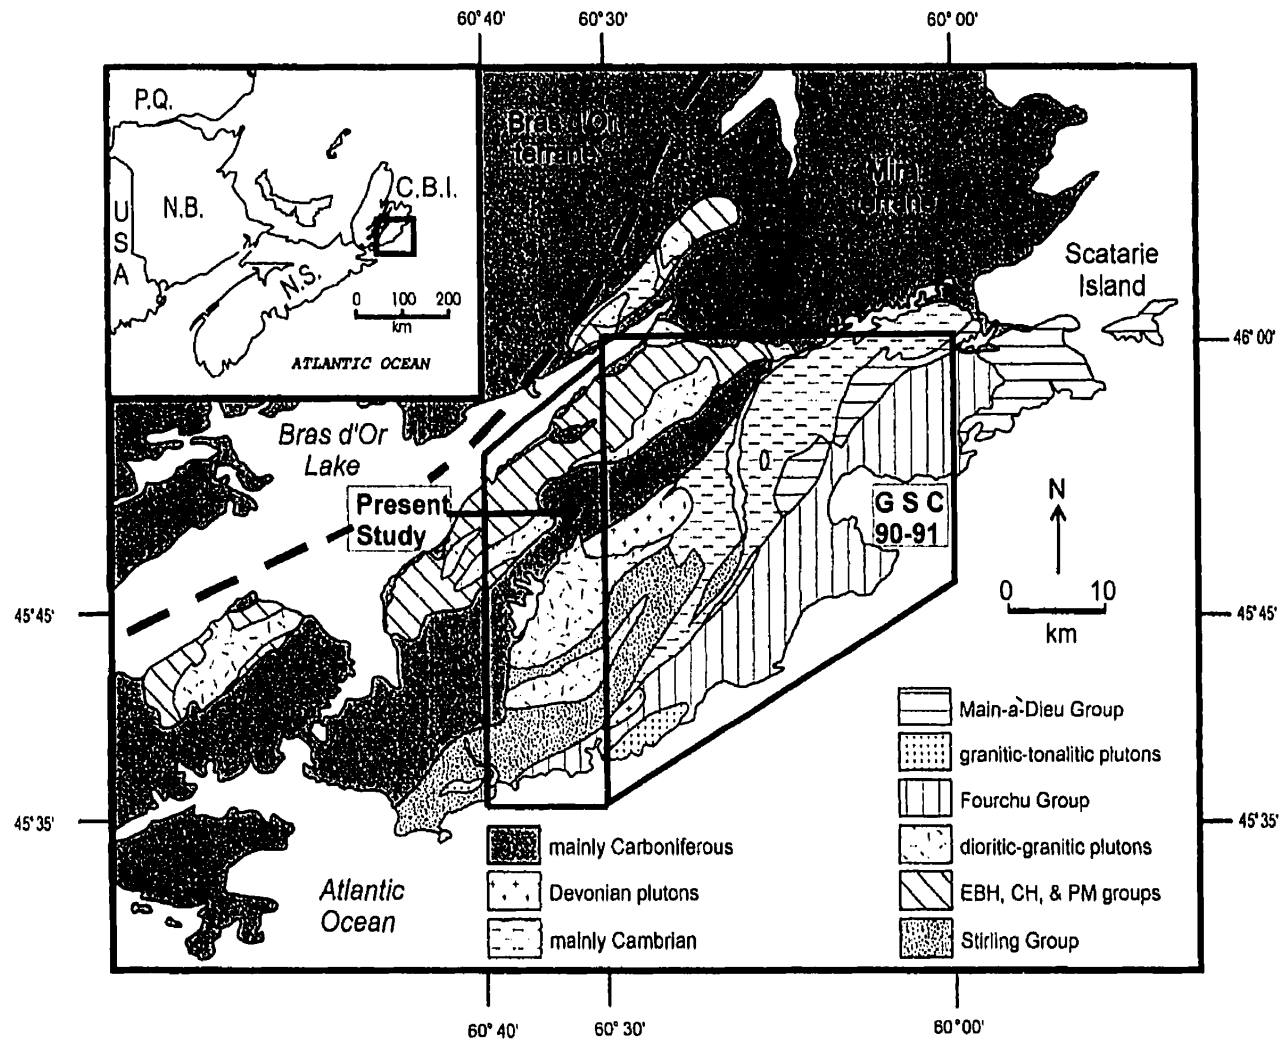 60° 40'
60° 30'
60° 00'
P.Q.
Bras d'Or
terrane
Mira
terrane
C.B.I.
N.B.
U
S
A
N.S.
0 100 200
km
ATLANTIC OCEAN
Scatarie
Island
46° 00'
Bras d'Or
Lake
Present
Study
G S C
90-91
N
0 10
km
45° 45'
45° 45'
Main-à-Dieu Group
granitic-tonalitic plutons
Fourchu Group
dioritic-granitic plutons
EBH, CH, & PM groups
Stirling Group
45° 35'
45° 35'
mainly Carboniferous
Devonian plutons
mainly Cambrian
Atlantic
Ocean
60° 40'
60° 30'
60° 00'